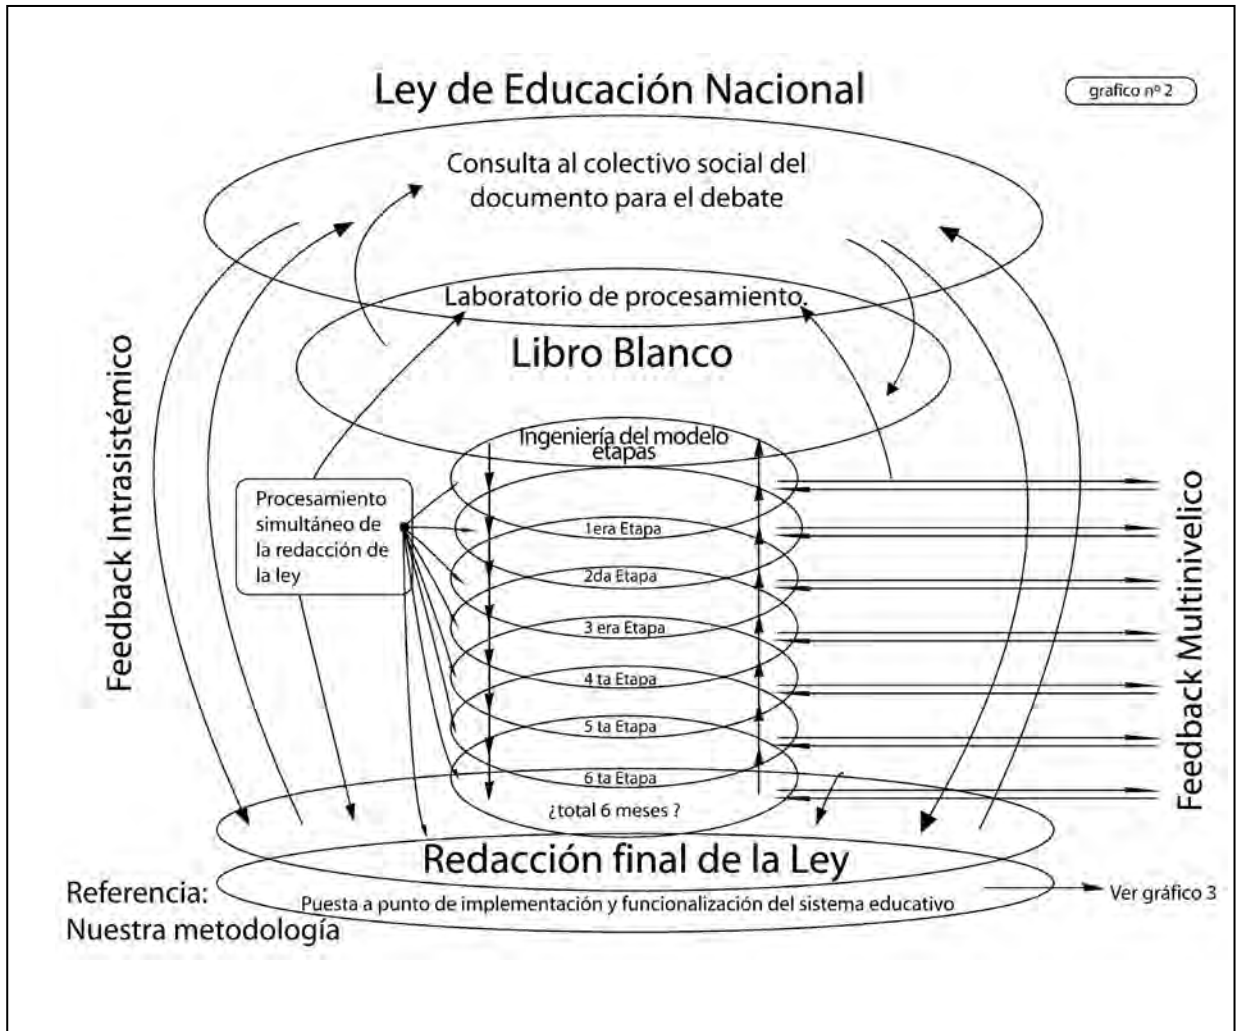 Ley de Educación Nacional
grafico nº 2
Consulta al colectivo social del
documento para el debate
Laboratorio de procesamiento.
Libro Blanco
Feedback Intrasistémico
Ingeniería del modelo
etapas
Procesamiento
simultáneo de
la redacción de
la ley
1era Etapa
2da Etapa
3 era Etapa
4 ta Etapa
5 ta Etapa
6 ta Etapa
¿total 6 meses ?
Feedback Multinivelico
Redacción final de la Ley
Puesta a punto de implementación y funcionalización del sistema educativo
Ver gráfico 3
Referencia:
Nuestra metodología